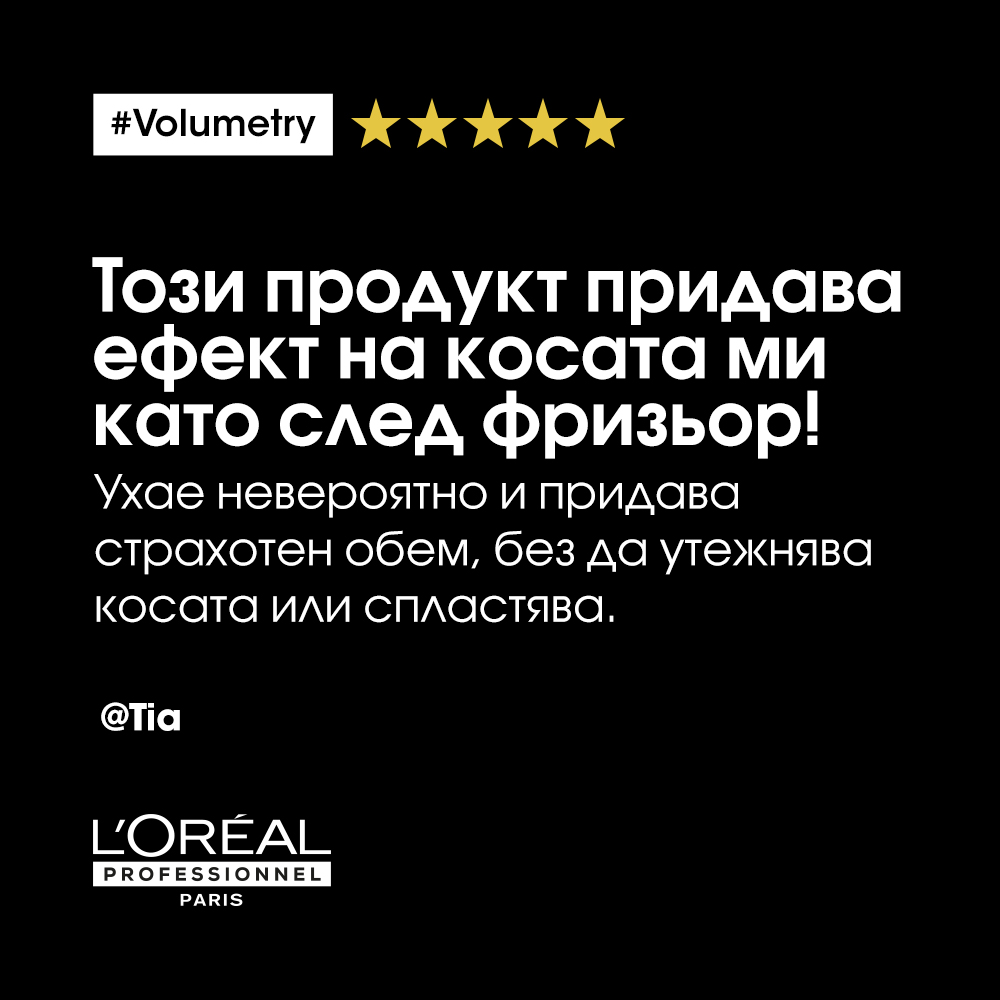 #Volumetry
Този продукт придава
ефект на косата ми
като след фризьор!
Ухае невероятно и придава
страхотен обем, без да утежнява
косата или спластява.
@Tia
L'ORÉAL
PROFESSIONNEL
PARIS